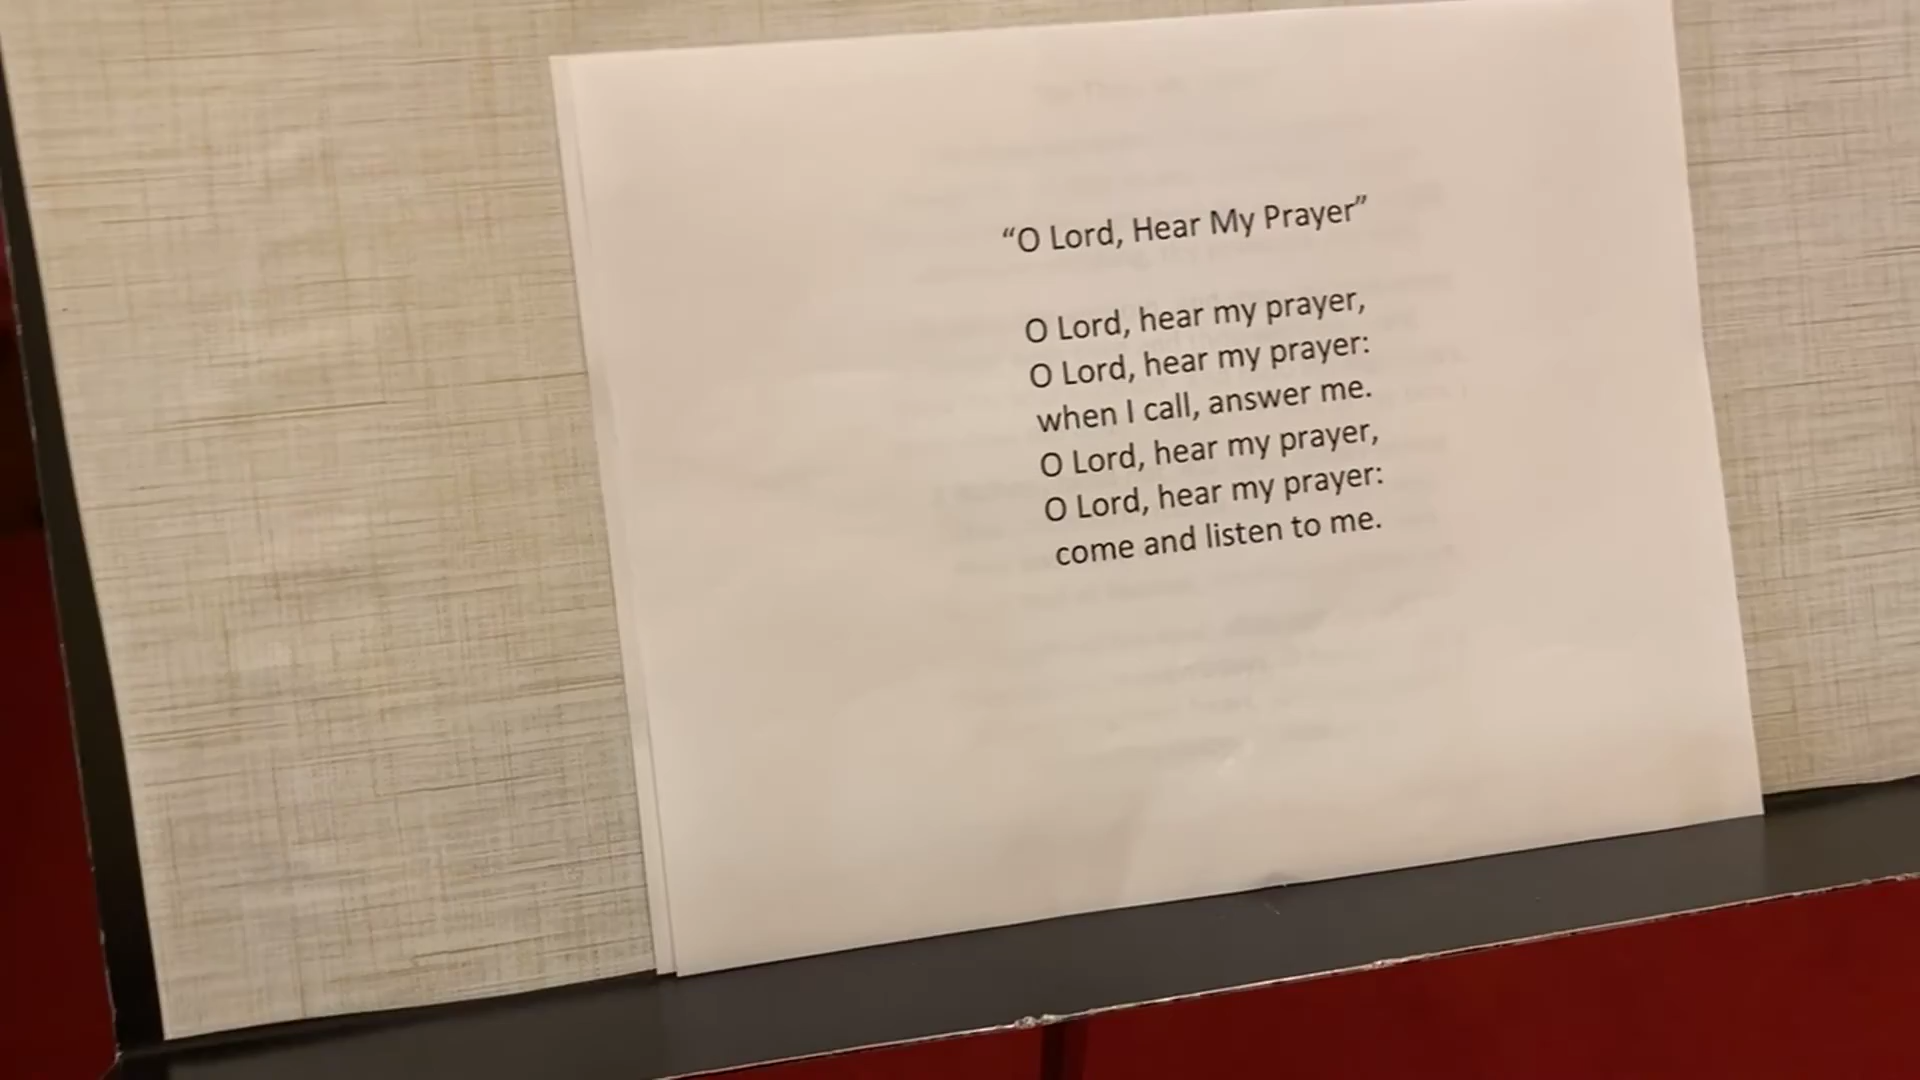 “O Lord, Hear My Prayer”
O Lord, hear my prayer,
O Lord, hear my prayer:
when I call, answer me.
O Lord, hear my prayer,
O Lord, hear my prayer:
come and listen to me.